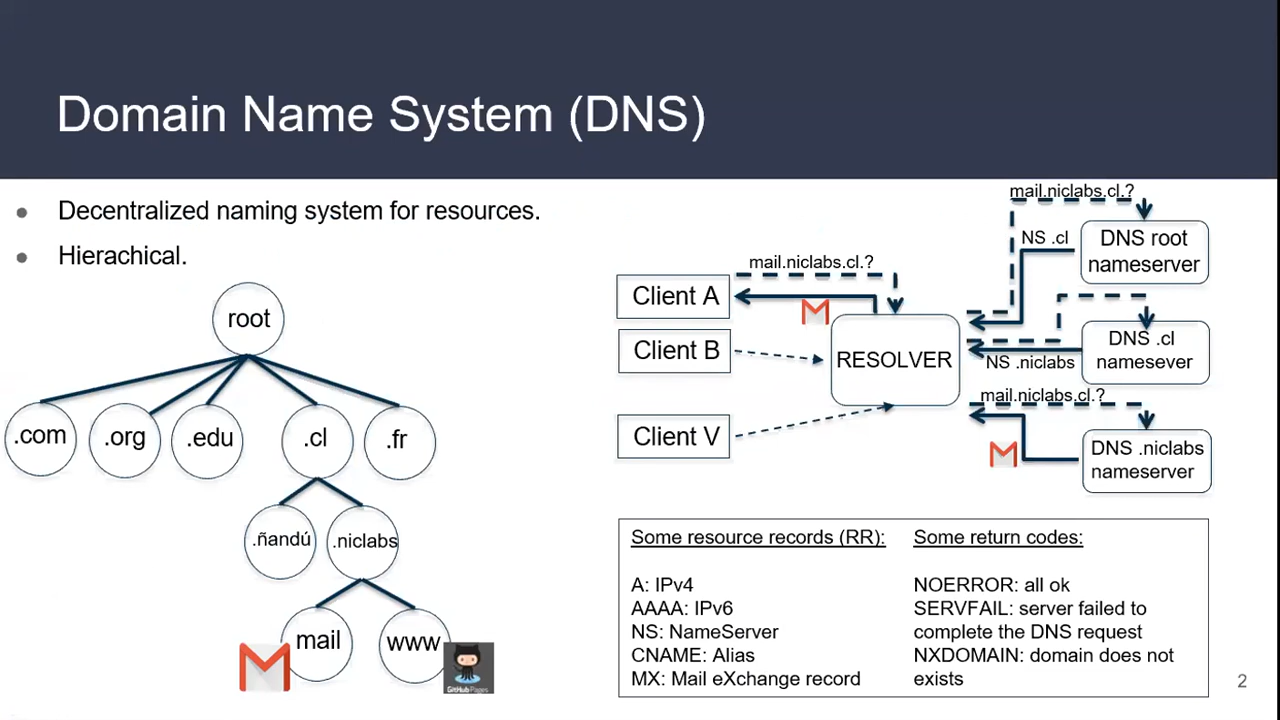 Domain Name System (DNS)
Decentralized naming system for resources.
Hierachical.
root
.com
.org
.edu
.cl
.fr
.ñandú
.niclabs
mail
www
GitHub Pages
mail.niclabs.cl.?
NS .cl
DNS root
nameserver
mail.niclabs.cl.?
Client A
Client B
Client V
RESOLVER
DNS .cl
namesever
NS .niclabs
mail.niclabs.cl.?
DNS .niclabs
nameserver
Some resource records (RR):
A: IPv4
AAAA: IPv6
NS: NameServer
CNAME: Alias
MX: Mail eXchange record
Some return codes:
NOERROR: all ok
SERVFAIL: server failed to
complete the DNS request
NXDOMAIN: domain does not
exists
2